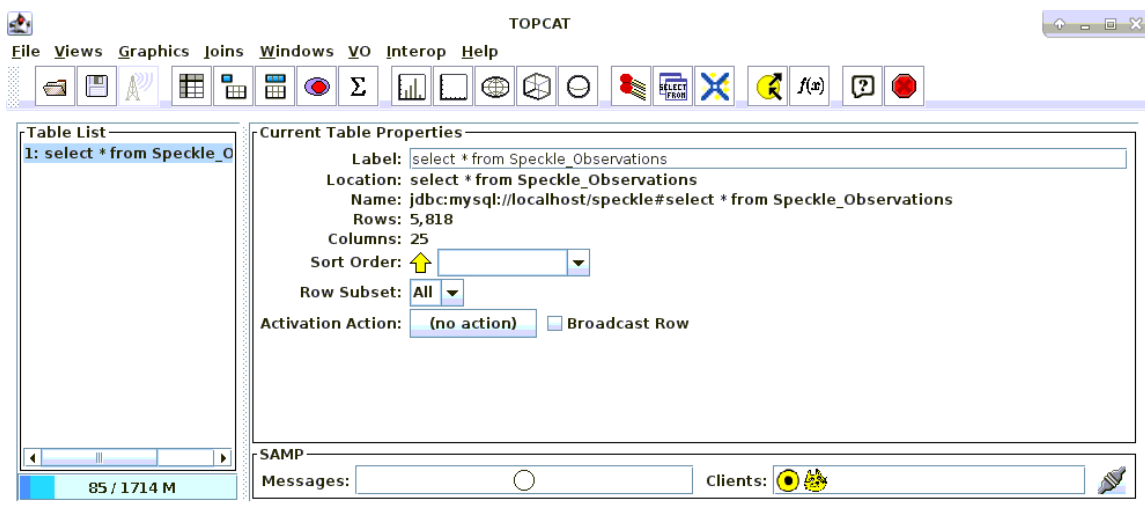 TOPCAT
File Views Graphics Joins Windows VO Interop Help
Σ SELECT FROM f(x) ?
Table List
1: select * from Speckle_O
85 / 1714 M
Current Table Properties
Label: select * from Speckle_Observations
Location: select * from Speckle_Observations
Name: jdbc:mysql://localhost/speckle#select * from Speckle_Observations
Rows: 5,818
Columns: 25
Sort Order:
Row Subset: All
Activation Action: (no action) Broadcast Row
SAMP
Messages: Clients: